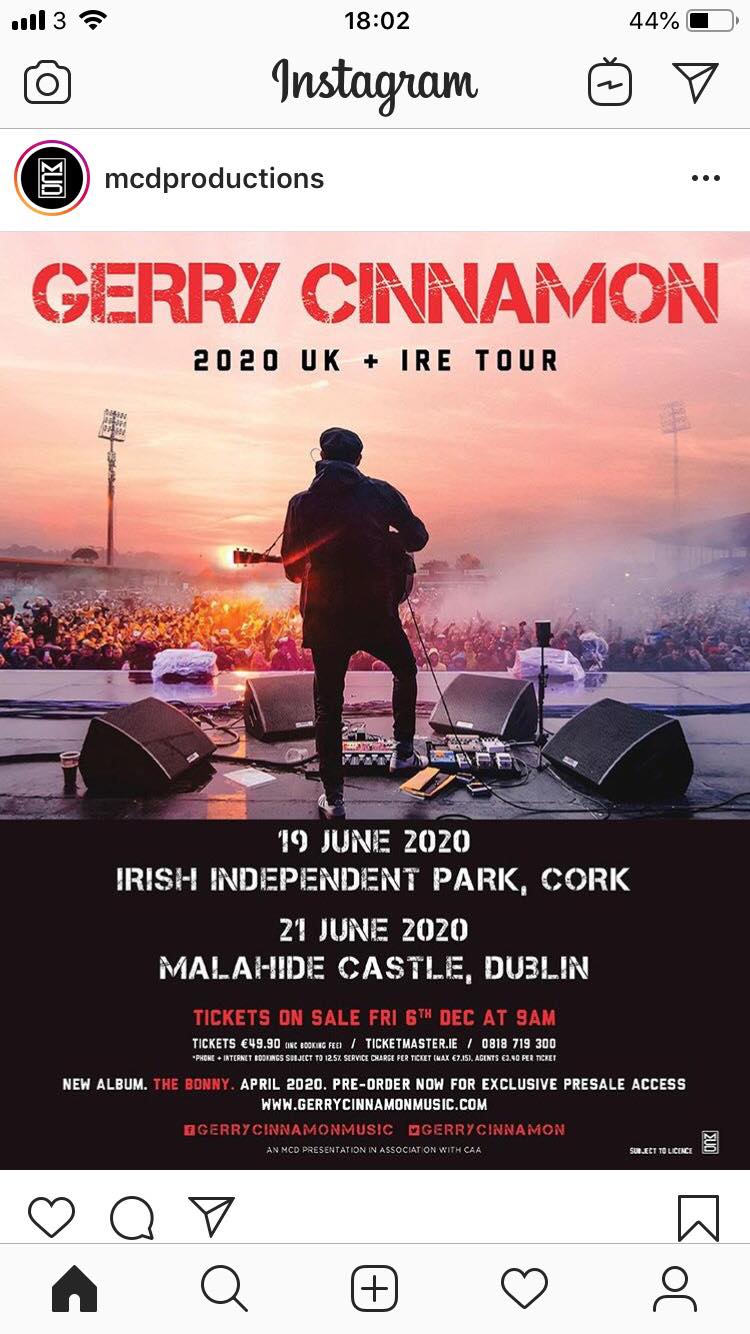 3 18:02 44%
Instagram
MCD mcdproductions
GERRY CINNAMON
2020 UK + IRE TOUR
19 JUNE 2020
IRISH INDEPENDENT PARK, CORK
21 JUNE 2020
MALAHIDE CASTLE, DUBLIN
TICKETS ON SALE FRI 6TH DEC AT 9AM
TICKETS €49.90 (INC BOOKING FEE) / TICKETMASTER.IE / 0818 719 300
*PHONE + INTERNET BOOKINGS SUBJECT TO 12.5% SERVICE CHARGE PER TICKET (MAX €7.15), AGENTS €3.40 PER TICKET
NEW ALBUM. THE BONNY. APRIL 2020. PRE-ORDER NOW FOR EXCLUSIVE PRESALE ACCESS
WWW.GERRYCINNAMONMUSIC.COM
GERRYCINNAMONMUSIC GERRYCINNAMON
AN MCD PRESENTATION IN ASSOCIATION WITH CAA
SUBJECT TO LICENCE MCD